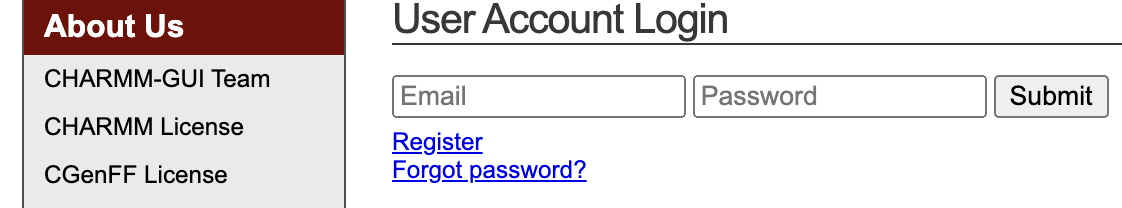 About Us
CHARMM-GUI Team
CHARMM License
CGenFF License
User Account Login
Email Password Submit
Register
Forgot password?